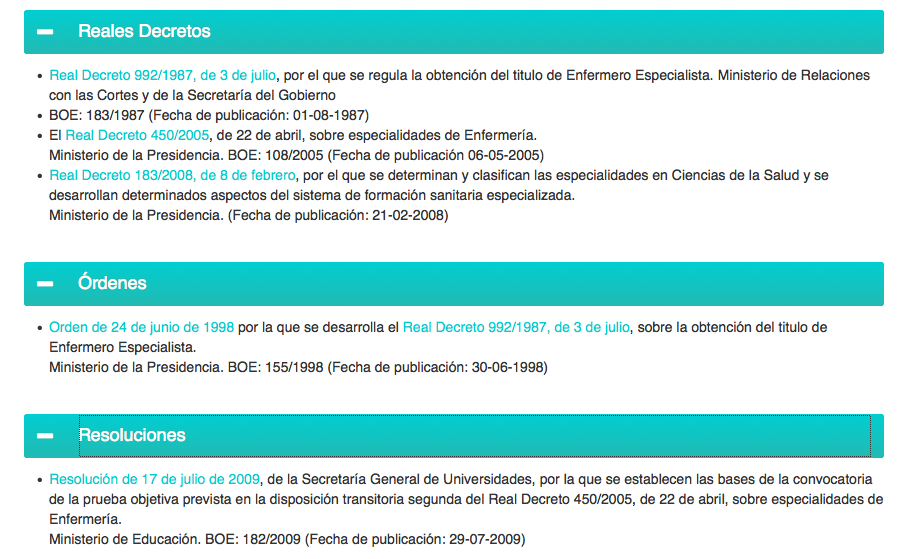 Reales Decretos
Real Decreto 992/1987, de 3 de julio, por el que se regula la obtención del titulo de Enfermero Especialista. Ministerio de Relaciones
con las Cortes y de la Secretaría del Gobierno
BOE: 183/1987 (Fecha de publicación: 01-08-1987)
El Real Decreto 450/2005, de 22 de abril, sobre especialidades de Enfermería.
Ministerio de la Presidencia. BOE: 108/2005 (Fecha de publicación 06-05-2005)
Real Decreto 183/2008, de 8 de febrero, por el que se determinan y clasifican las especialidades en Ciencias de la Salud y se
desarrollan determinados aspectos del sistema de formación sanitaria especializada.
Ministerio de la Presidencia. (Fecha de publicación: 21-02-2008)
Órdenes
Orden de 24 de junio de 1998 por la que se desarrolla el Real Decreto 992/1987, de 3 de julio, sobre la obtención del titulo de
Enfermero Especialista.
Ministerio de la Presidencia. BOE: 155/1998 (Fecha de publicación: 30-06-1998)
Resoluciones
Resolución de 17 de julio de 2009, de la Secretaría General de Universidades, por la que se establecen las bases de la convocatoria
de la prueba objetiva prevista en la disposición transitoria segunda del Real Decreto 450/2005, de 22 de abril, sobre especialidades de
Enfermería.
Ministerio de Educación. BOE: 182/2009 (Fecha de publicación: 29-07-2009)